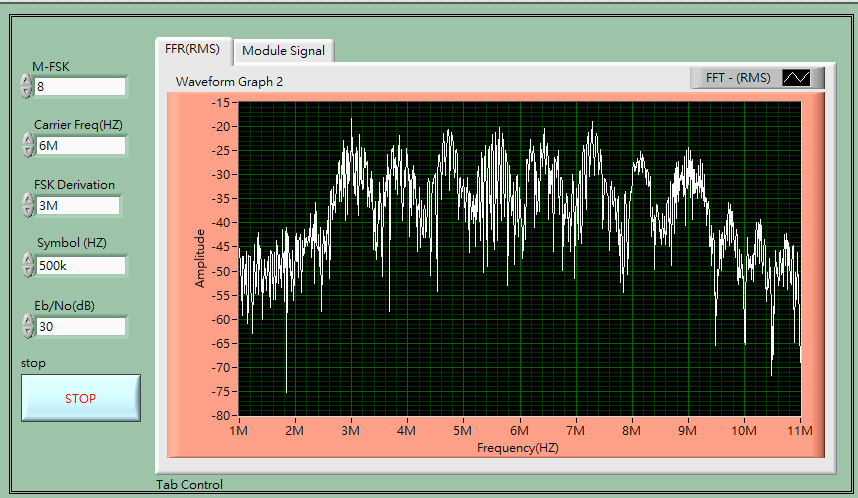 M-FSK
8
Carrier Freq(HZ)
6M
FSK Derivation
3M
Symbol (HZ)
500k
Eb/No(dB)
30
stop
STOP
FFR(RMS)
Module Signal
Waveform Graph 2
FFT - (RMS)
Amplitude
-15
-20
-25
-30
-35
-40
-45
-50
-55
-60
-65
-70
-75
-80
1M 2M 3M 4M 5M 6M 7M 8M 9M 10M 11M
Frequency(HZ)
Tab Control